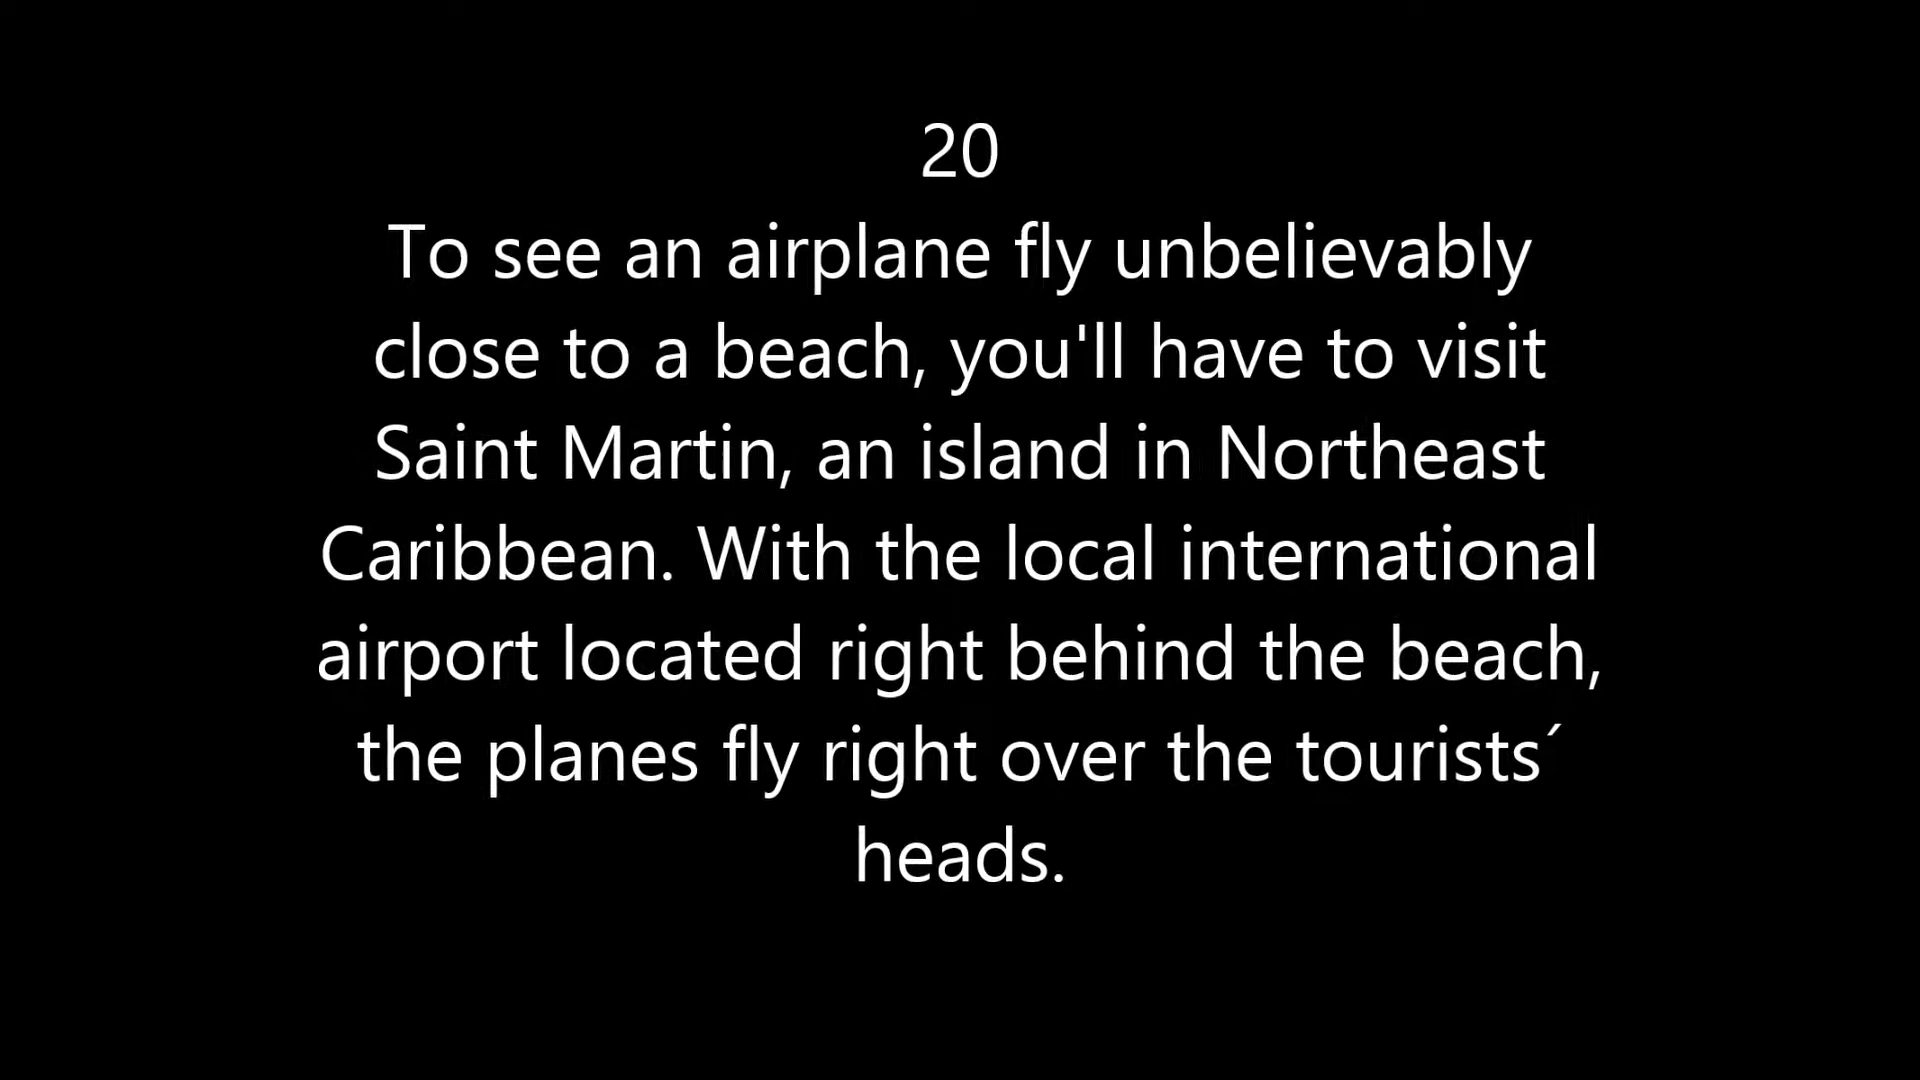 20
To see an airplane fly unbelievably
close to a beach, you'll have to visit
Saint Martin, an island in Northeast
Caribbean. With the local international
airport located right behind the beach,
the planes fly right over the tourists´
heads.